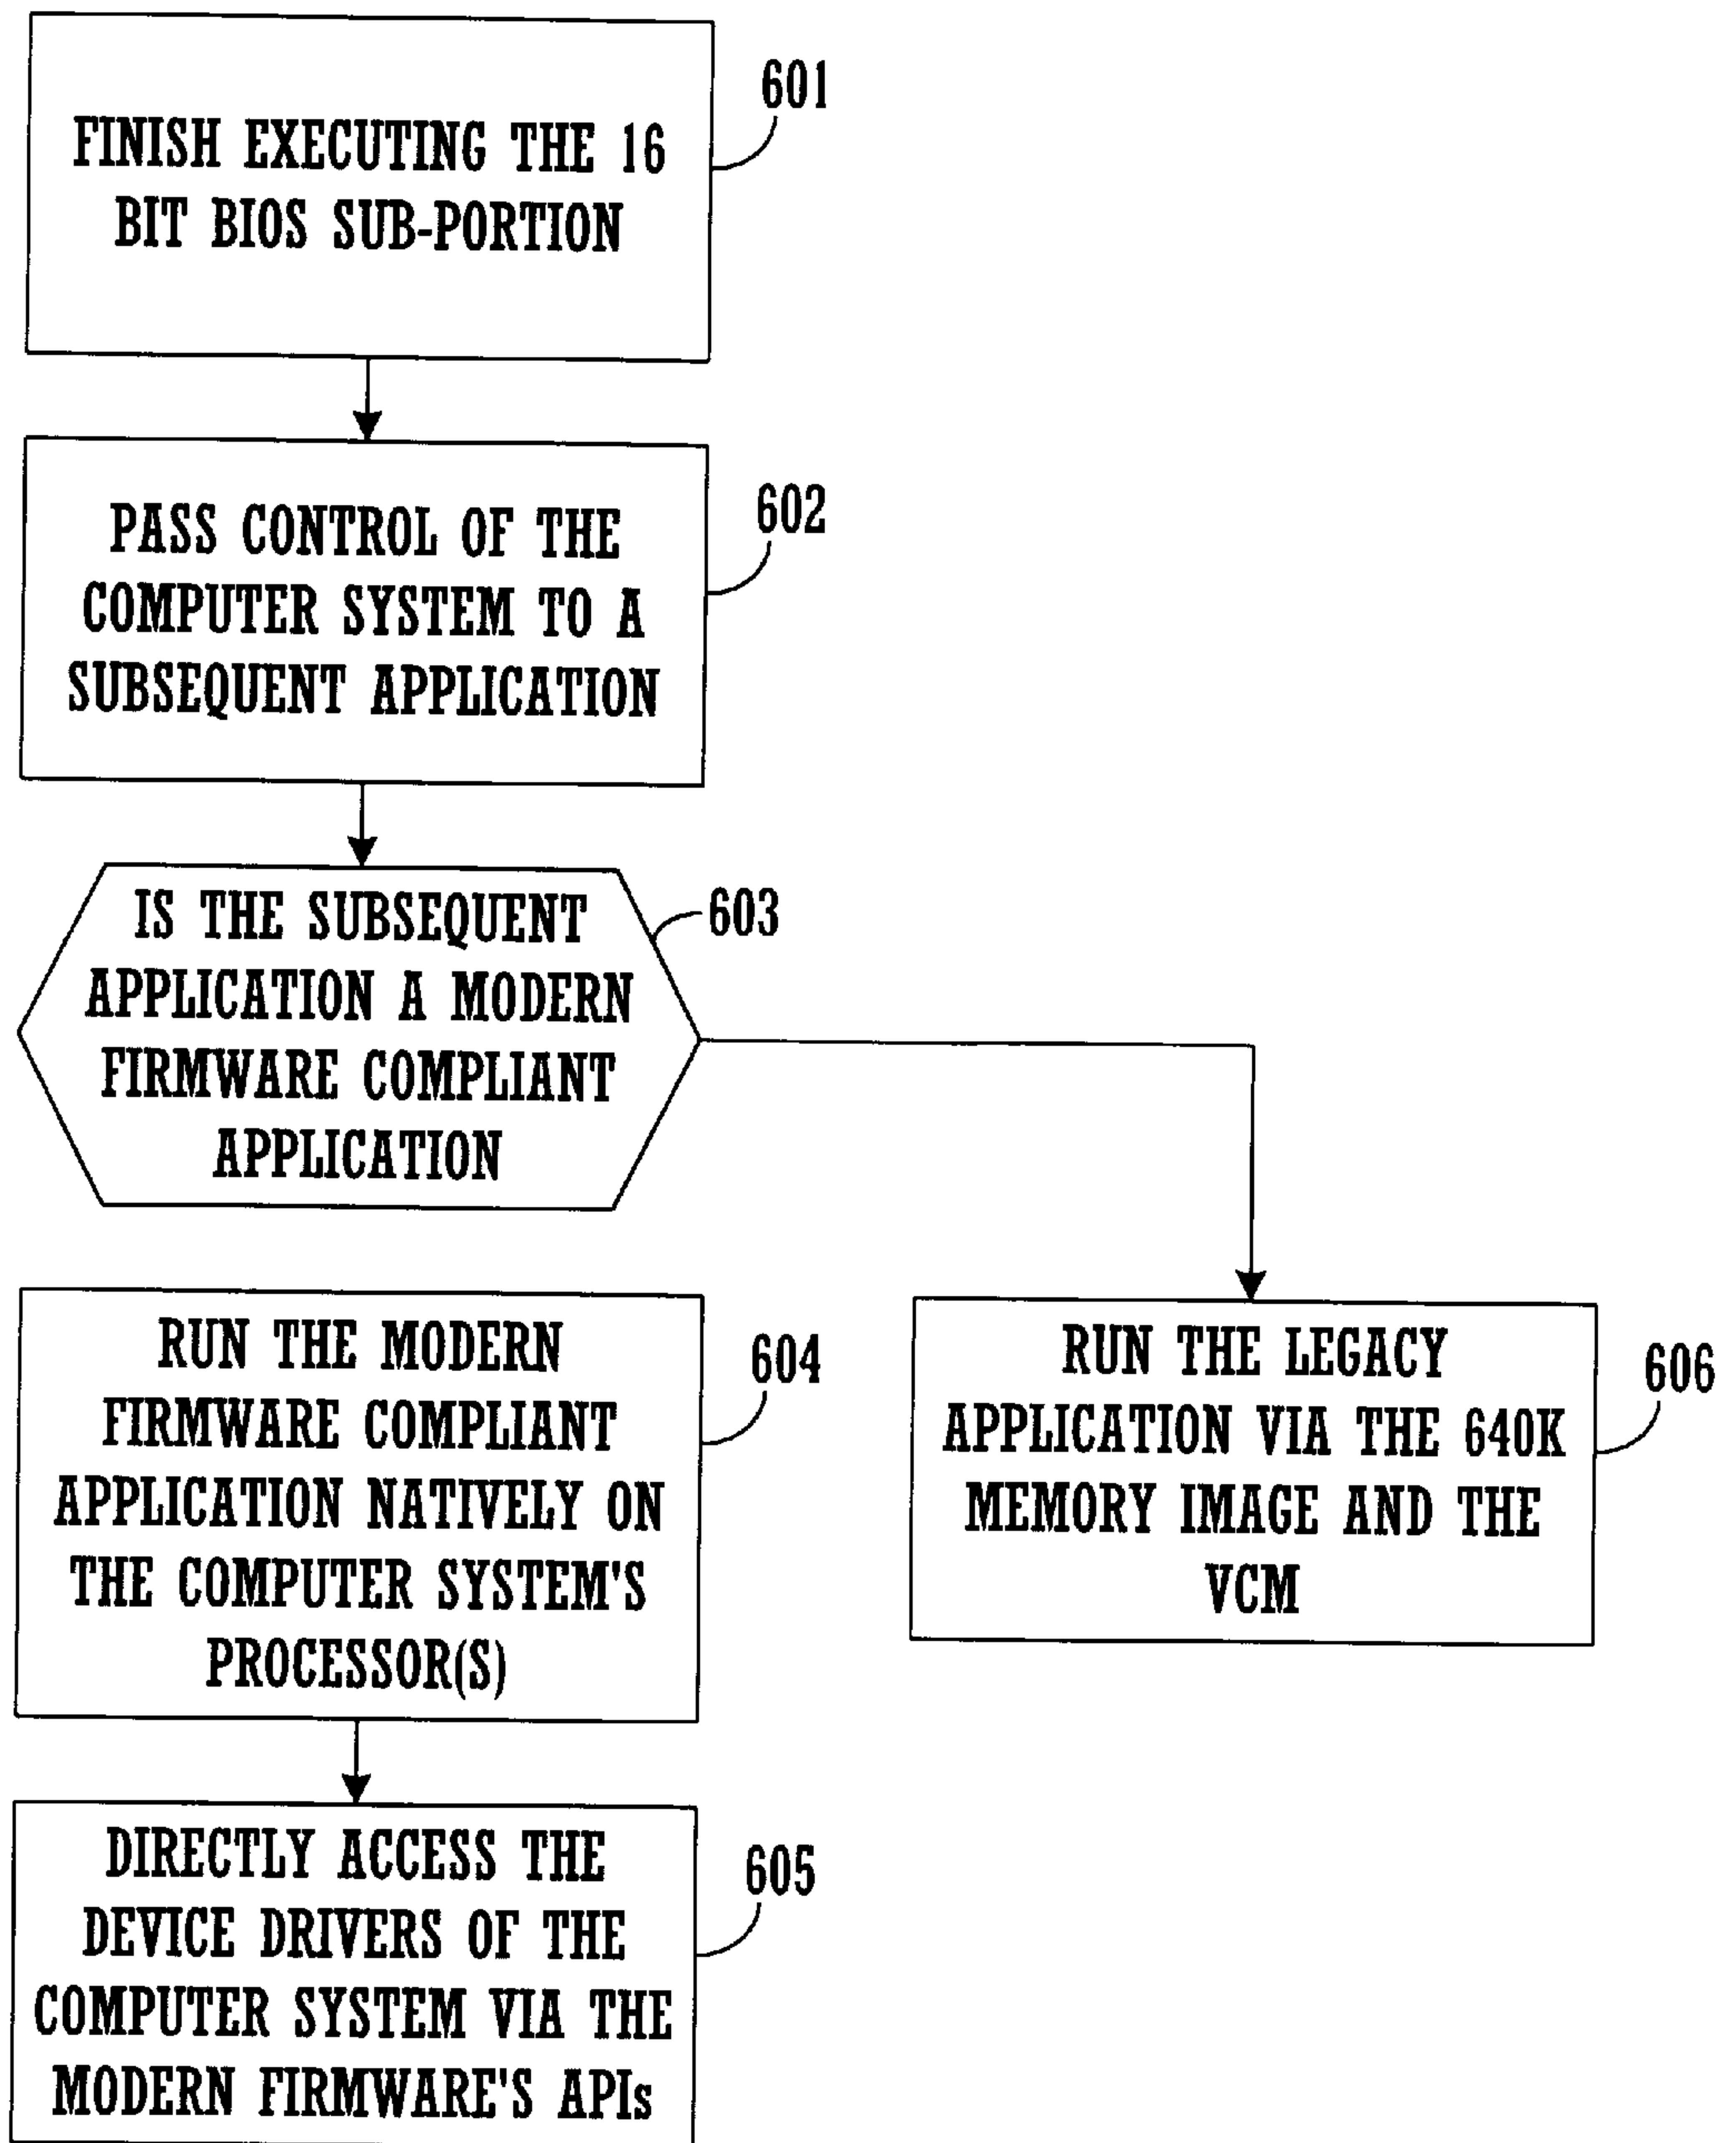 FINISH EXECUTING THE 16
BIT BIOS SUB-PORTION
601
PASS CONTROL OF THE
COMPUTER SYSTEM TO A
SUBSEQUENT APPLICATION
602
IS THE SUBSEQUENT
APPLICATION A MODERN
FIRMWARE COMPLIANT
APPLICATION
603
RUN THE MODERN
FIRMWARE COMPLIANT
APPLICATION NATIVELY ON
THE COMPUTER SYSTEM'S
PROCESSOR(S)
604
RUN THE LEGACY
APPLICATION VIA THE 640K
MEMORY IMAGE AND THE
VCM
606
DIRECTLY ACCESS THE
DEVICE DRIVERS OF THE
COMPUTER SYSTEM VIA THE
MODERN FIRMWARE'S APIs
605